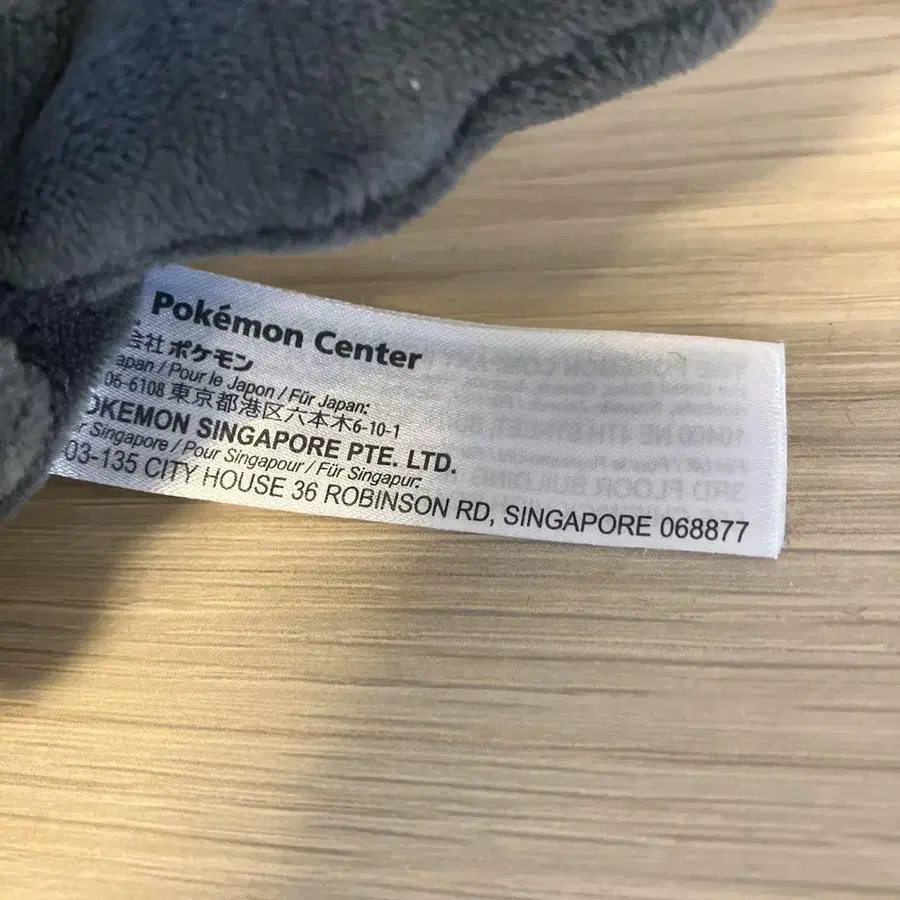 Pokémon Center
会社 ポケモン
apan / Pour le Japon / Für Japan:
06-6108 東京都港区六本木6-10-1
OKEMON SINGAPORE PTE. LTD.
r Singapore / Pour Singapour / Für Singapur:
03-135 CITY HOUSE 36 ROBINSON RD, SINGAPORE 068877